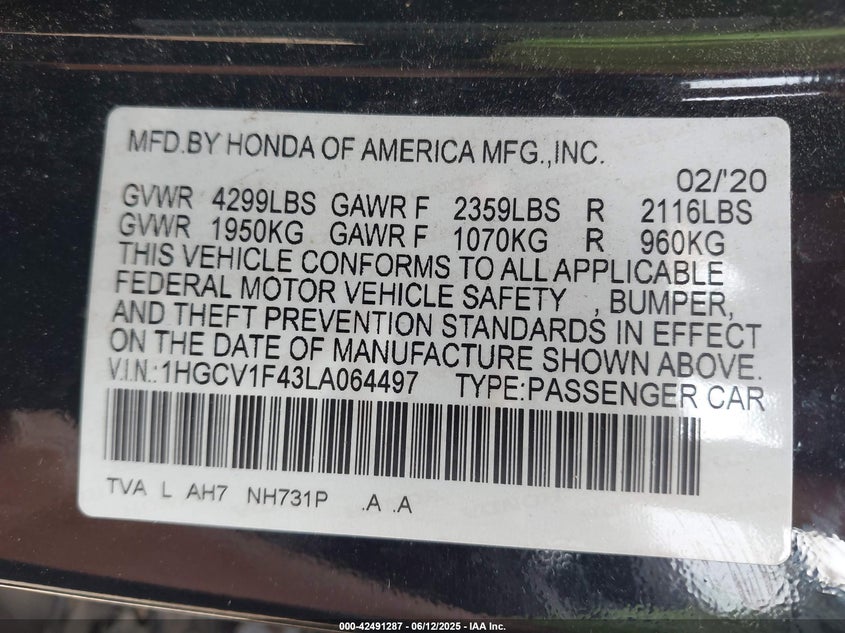 MFD.BY HONDA OF AMERICA MFG.,INC.
02/'20
GVWR 4299LBS GAWR F 2359LBS R 2116LBS
GVWR 1950KG GAWR F 1070KG R 960KG
THIS VEHICLE CONFORMS TO ALL APPLICABLE
FEDERAL MOTOR VEHICLE SAFETY , BUMPER,
AND THEFT PREVENTION STANDARDS IN EFFECT
ON THE DATE OF MANUFACTURE SHOWN ABOVE.
V.I.N.:1HGCV1F43LA064497 TYPE:PASSENGER CAR
TVA L AH7 NH731P .A .A
000-42491287 - 06/12/2025 - IAA Inc.